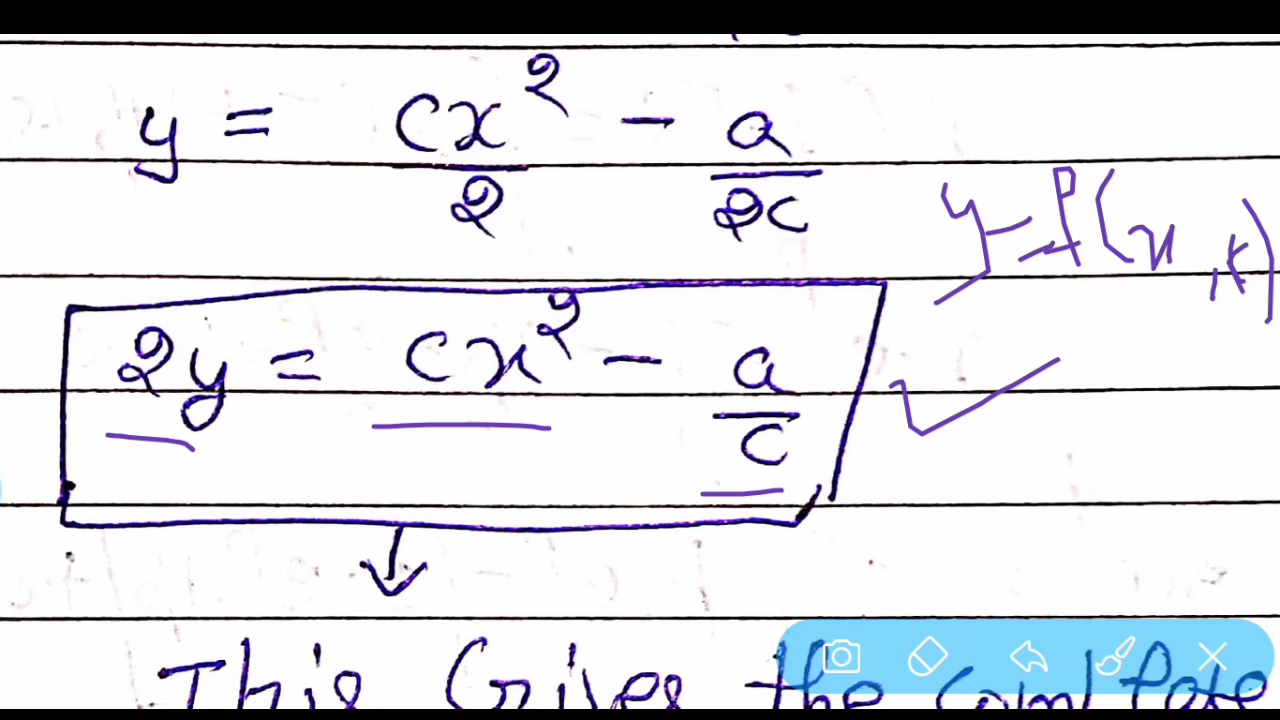 y = cx²/2 - a/2c
y = f(x
2y = cx² - a/c
This Gives the Complete